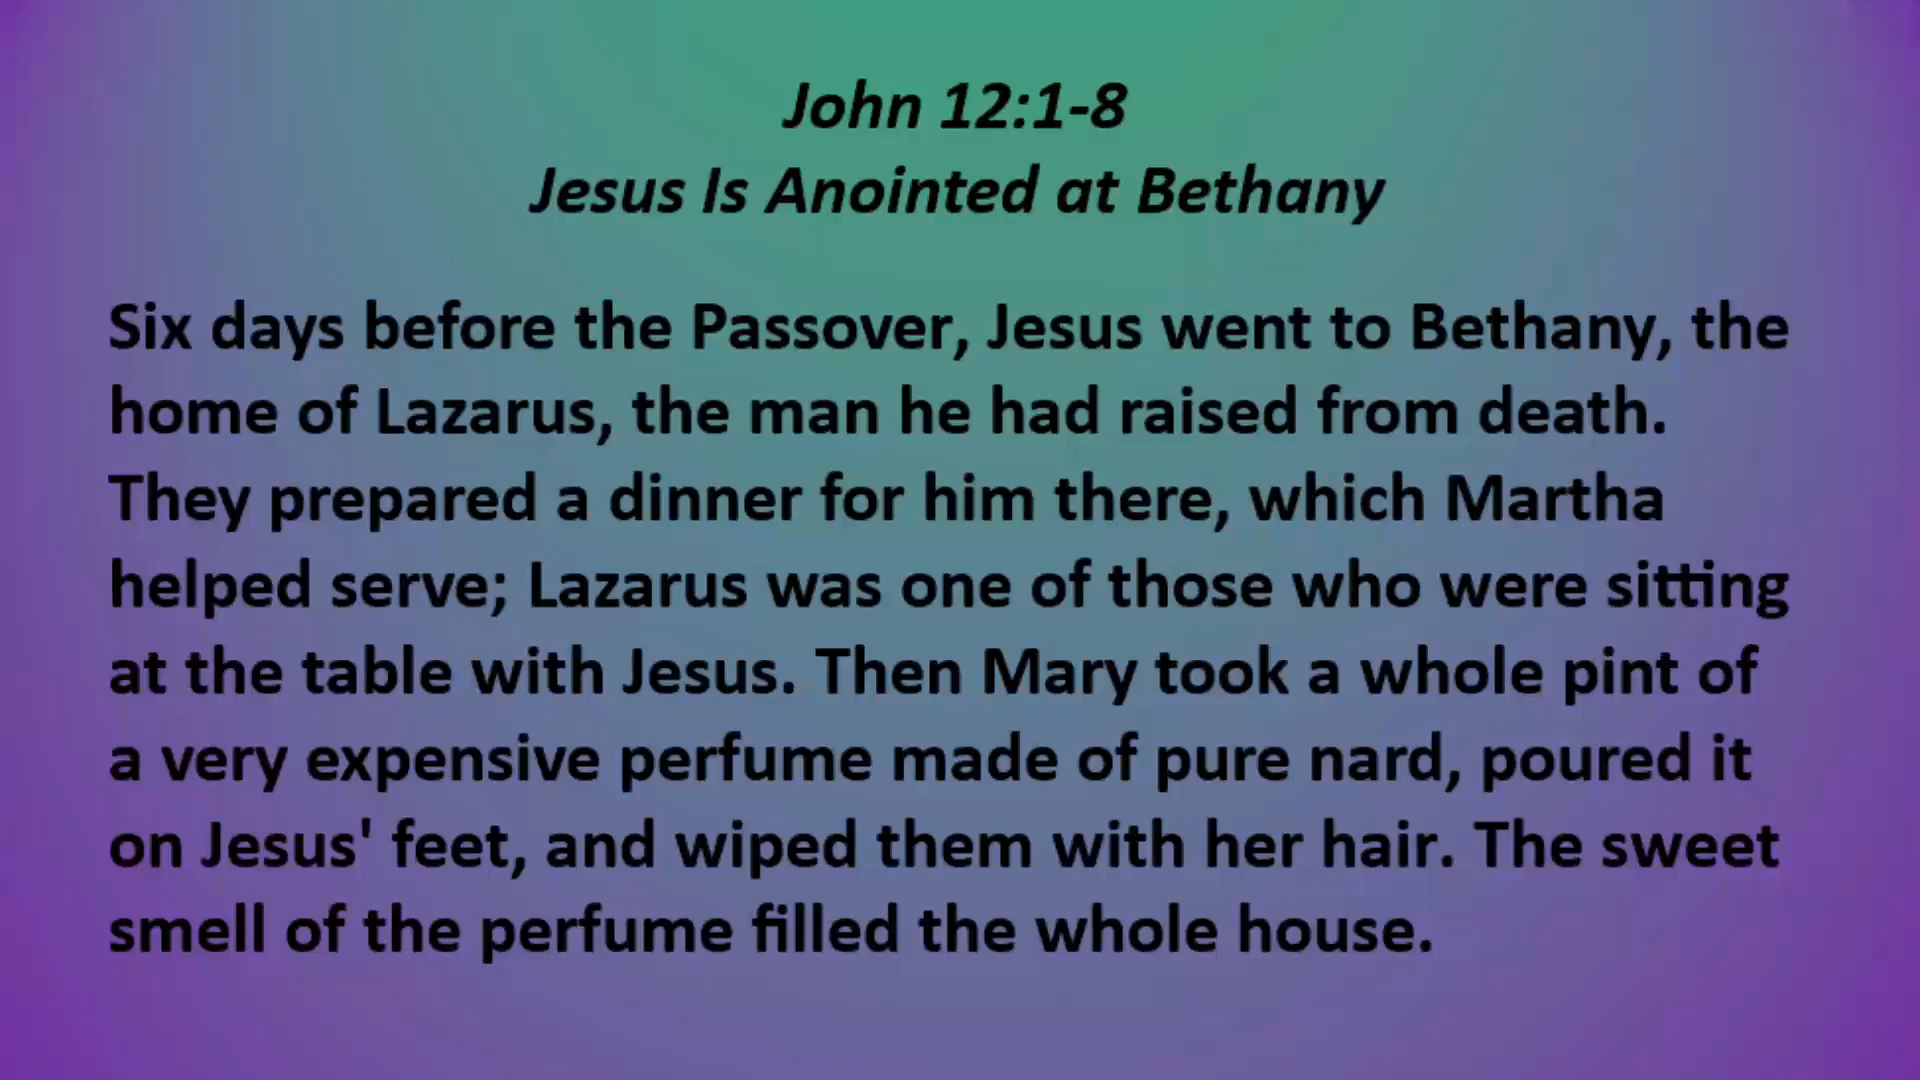 John 12:1-8
Jesus Is Anointed at Bethany
Six days before the Passover, Jesus went to Bethany, the
home of Lazarus, the man he had raised from death.
They prepared a dinner for him there, which Martha
helped serve; Lazarus was one of those who were sitting
at the table with Jesus. Then Mary took a whole pint of
a very expensive perfume made of pure nard, poured it
on Jesus' feet, and wiped them with her hair. The sweet
smell of the perfume filled the whole house.